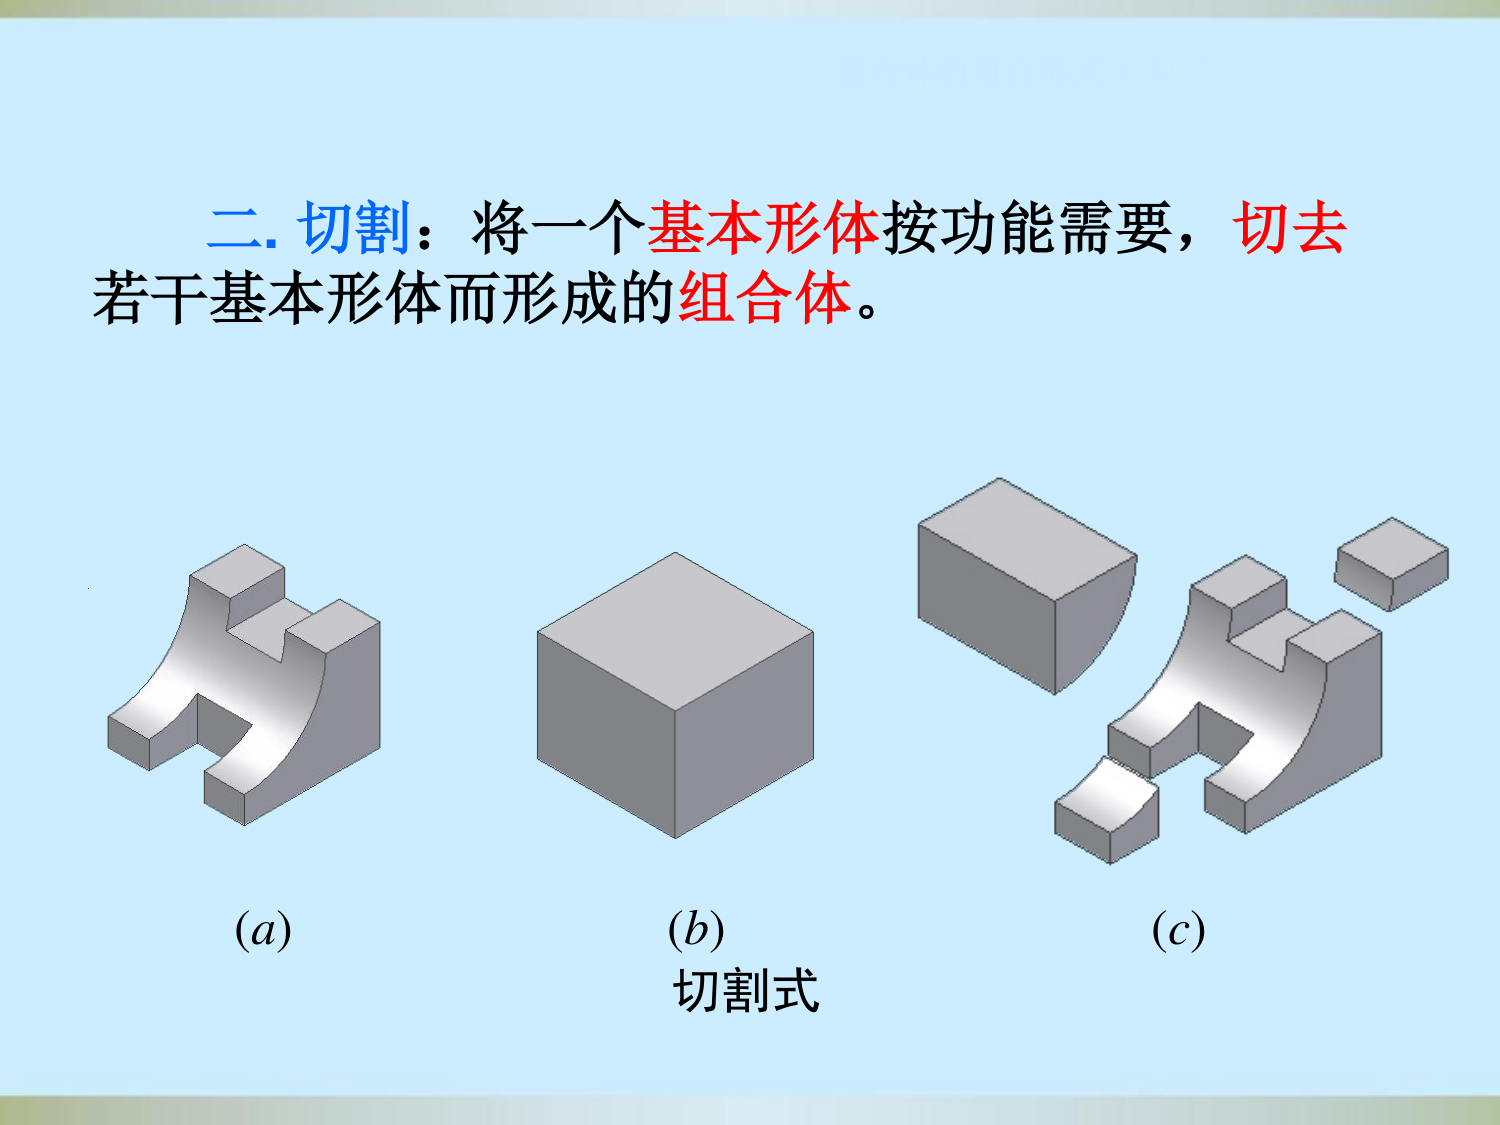 二. 切割：将一个基本形体按功能需要，切去
若干基本形体而形成的组合体。
(a) (b) (c)
切割式